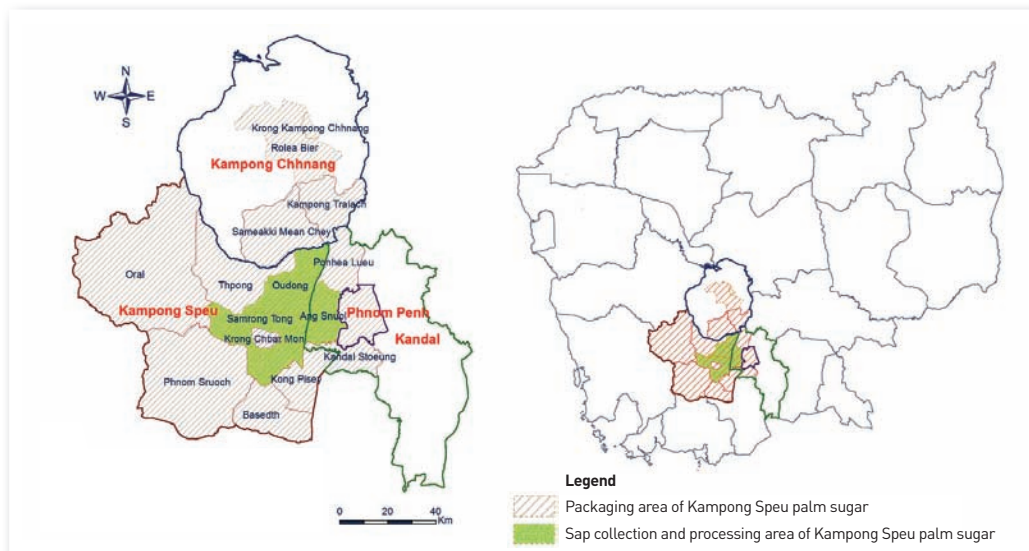 N
W E
S
Krong Kampong Chhnang
Rolea Bier
Kampong Chhnang
Kampong Tralach
Sameakki Mean Chey
Ponhea Lueu
Oral
Thpong
Oudong
Kampong Speu
Samrong Tong
Ang Snuol
Phnom Penh
Krong Chbar Mon
Kandal
Kandal Stoeung
Phnom Sruoch
Kong Pisei
Basedth
0 20 40
Km
Legend
Packaging area of Kampong Speu palm sugar
Sap collection and processing area of Kampong Speu palm sugar